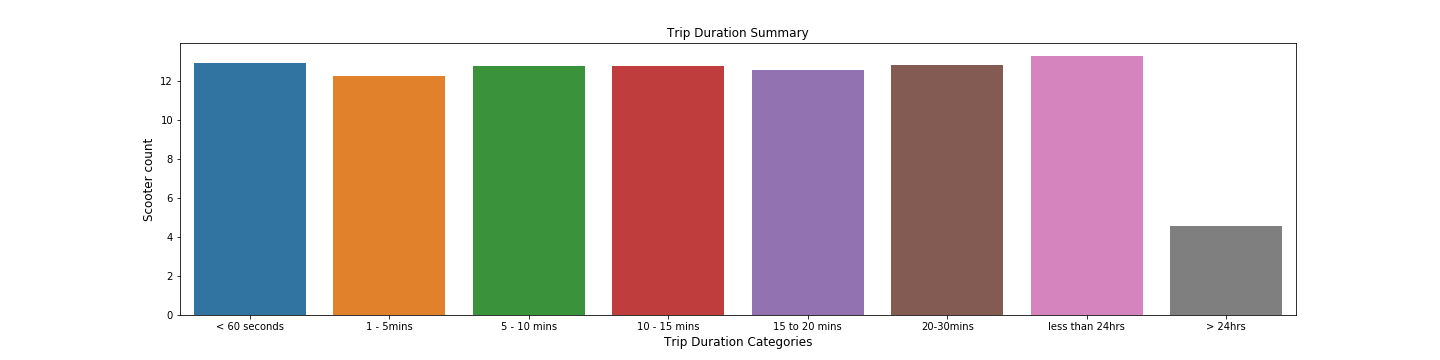 Trip Duration Summary
Scooter count
12
10
8
6
4
2
0
< 60 seconds 1 - 5mins 5 - 10 mins 10 - 15 mins 15 to 20 mins 20-30mins less than 24hrs > 24hrs
Trip Duration Categories